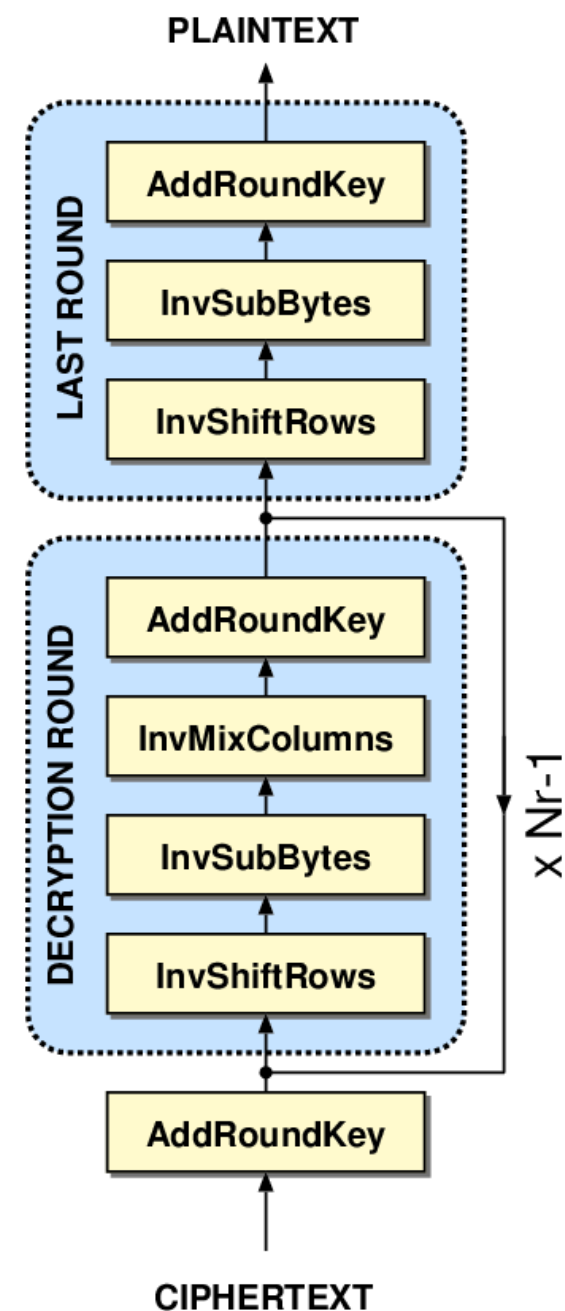 PLAINTEXT
LAST ROUND
AddRoundKey
InvSubBytes
InvShiftRows
DECRYPTION ROUND
AddRoundKey
InvMixColumns
InvSubBytes
InvShiftRows
x Nr-1
AddRoundKey
CIPHERTEXT